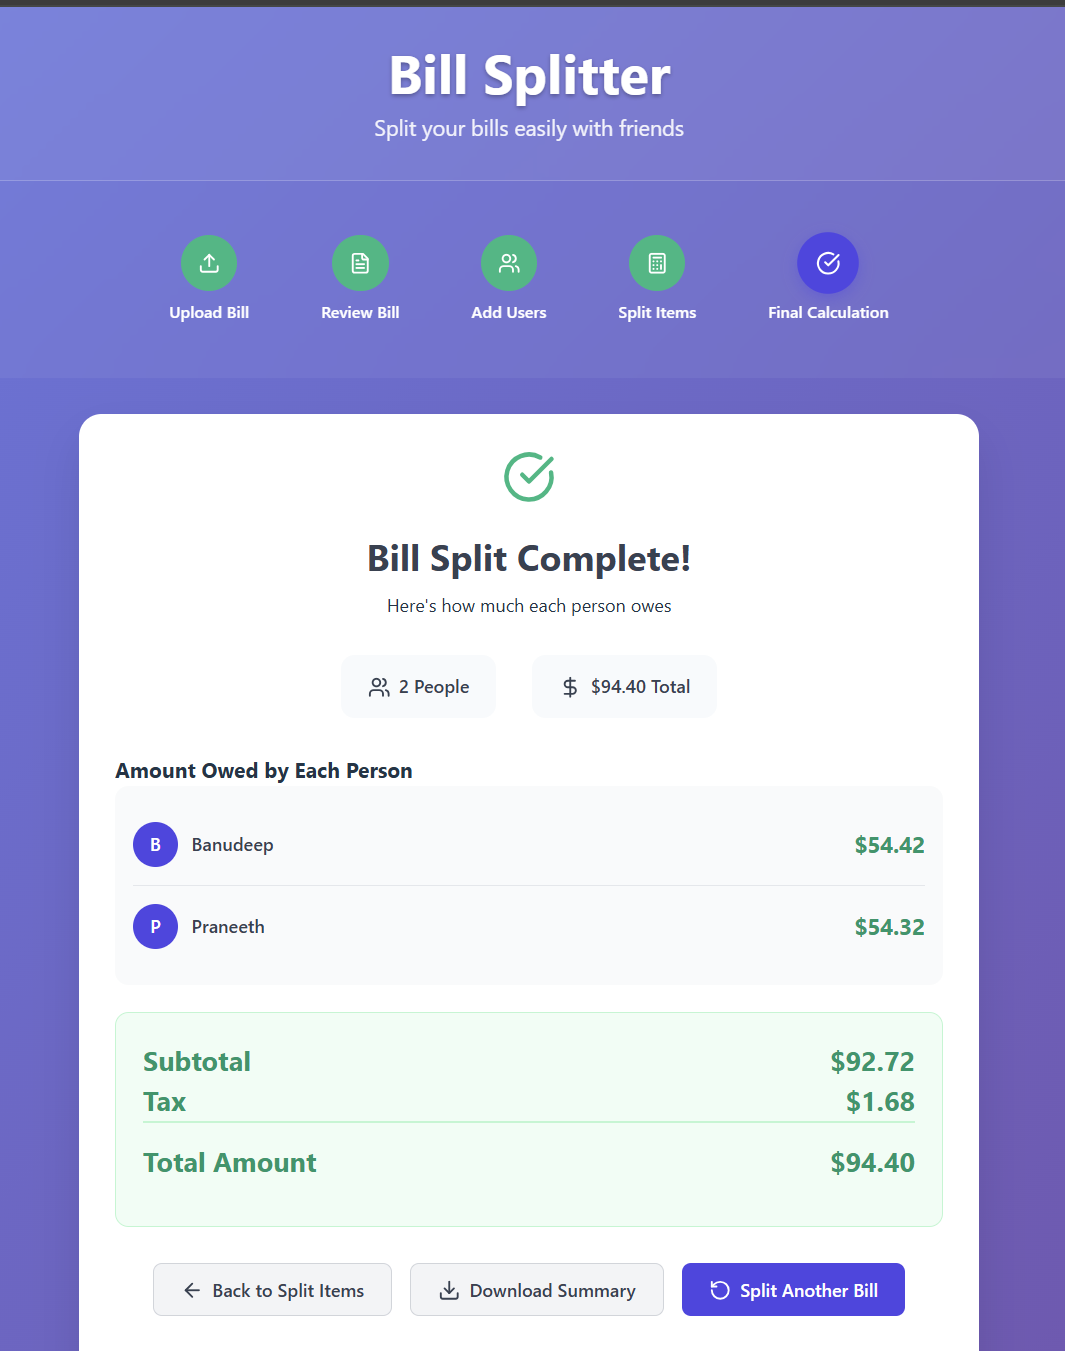 Bill Splitter
Split your bills easily with friends
Upload Bill
Review Bill
Add Users
Split Items
Final Calculation
Bill Split Complete!
Here's how much each person owes
2 People
$94.40 Total
Amount Owed by Each Person
B Banudeep $54.42
P Praneeth $54.32
Subtotal $92.72
Tax $1.68
Total Amount $94.40
Back to Split Items
Download Summary
Split Another Bill